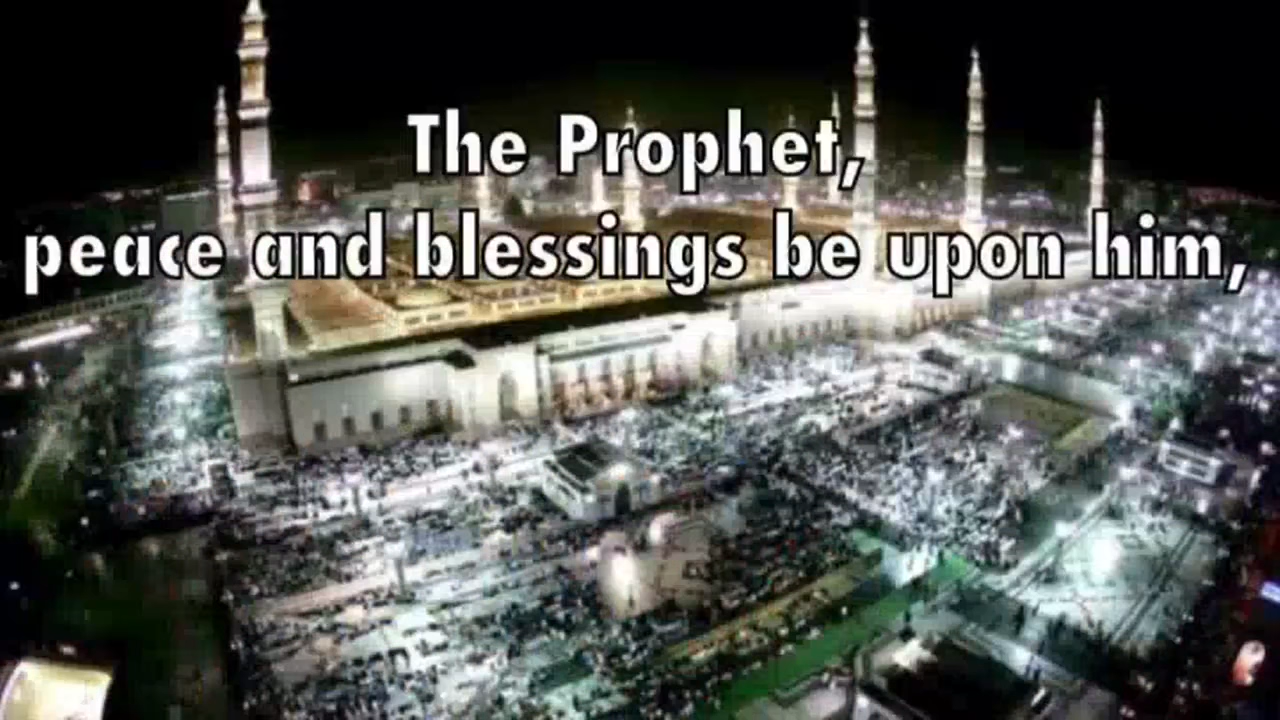 The Prophet,
peace and blessings be upon him,